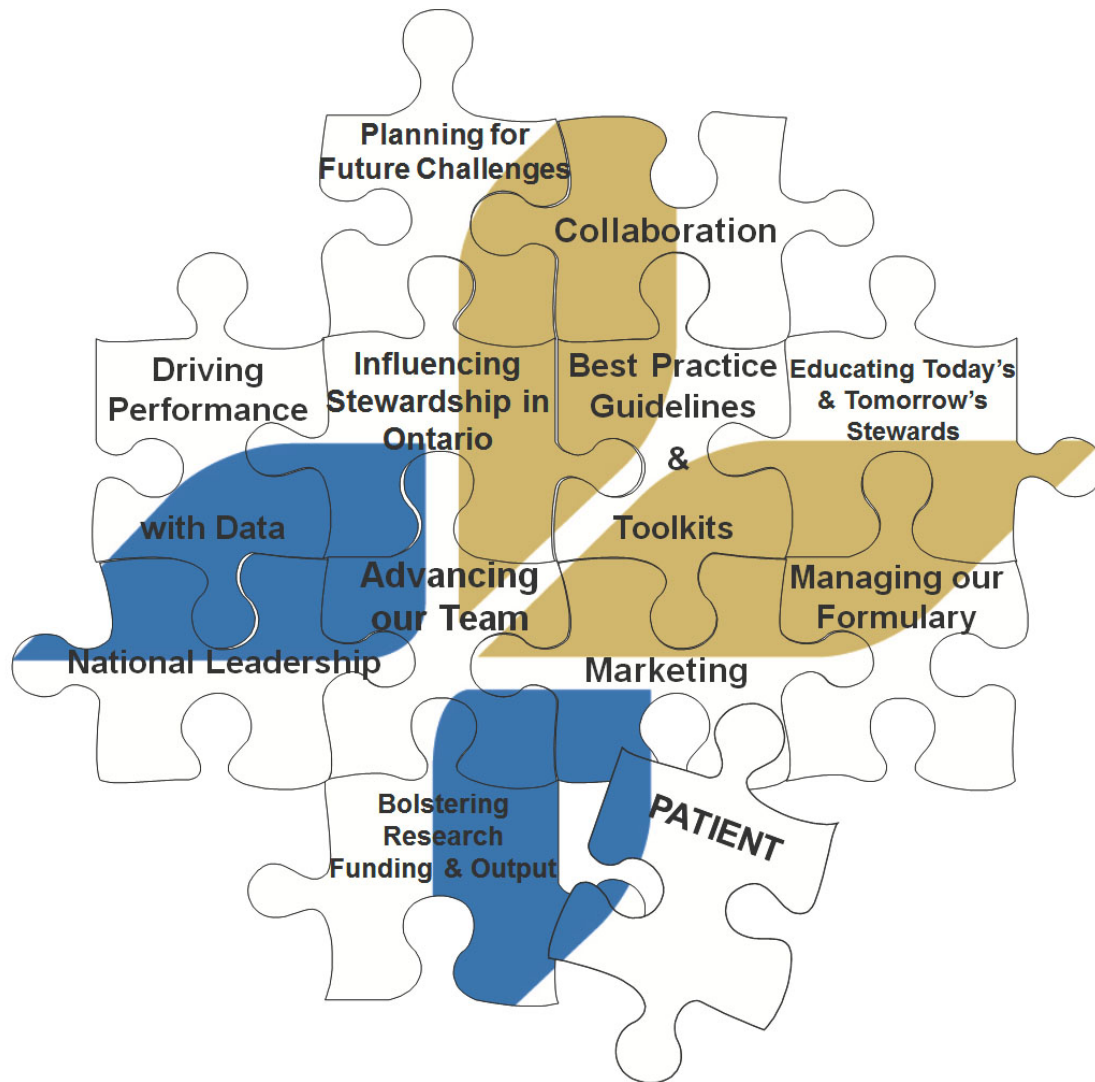 Planning for
Future Challenges
Collaboration
Driving
Performance
with Data
Influencing
Stewardship in
Ontario
Best Practice
Guidelines
&
Toolkits
Educating Today's
& Tomorrow's
Stewards
National Leadership
Advancing
our Team
Marketing
Managing our
Formulary
Bolstering
Research
Funding & Output
PATIENT